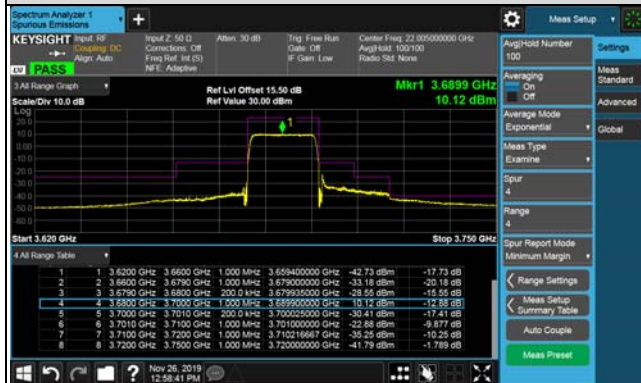 Spectrum Analyzer 1
Spurious Emissions
Meas Setup
KEYSIGHT Input: RF
Coupling: DC
Align: Auto
Input Z: 50 Ω
Corrections: Off
Freq Ref: Int (S)
NFE: Adaptive
Atten: 30 dB
Trig: Free Run
Gate: Off
IF Gain: Low
Center Freq: 22.005000000 GHz
Avg|Hold: 100/100
Radio Std: None
LW PASS
3 All Range Graph
Scale/Div 10.0 dB
Ref Lvl Offset 15.50 dB
Ref Value 30.00 dBm
Mkr1 3.6899 GHz
10.12 dBm
Log
20.0
10.0
0.00
-10.0
-20.0
-30.0
-40.0
-50.0
-60.0
1
Start 3.620 GHz
Stop 3.750 GHz
4 All Range Table
1 1 3.6200 GHz 3.6600 GHz 1.000 MHz 3.659400000 GHz -42.73 dBm -17.73 dB
2 2 3.6600 GHz 3.6790 GHz 1.000 MHz 3.679000000 GHz -33.18 dBm -20.18 dB
3 3 3.6790 GHz 3.6800 GHz 200.0 kHz 3.679935000 GHz -28.55 dBm -15.55 dB
4 4 3.6800 GHz 3.7000 GHz 1.000 MHz 3.689900000 GHz 10.12 dBm -12.88 dB
5 5 3.7000 GHz 3.7010 GHz 200.0 kHz 3.700025000 GHz -30.41 dBm -17.41 dB
6 6 3.7010 GHz 3.7100 GHz 1.000 MHz 3.701000000 GHz -22.88 dBm -9.877 dB
7 7 3.7100 GHz 3.7200 GHz 1.000 MHz 3.710216667 GHz -35.25 dBm -10.25 dB
8 8 3.7200 GHz 3.7500 GHz 1.000 MHz 3.720000000 GHz -41.79 dBm -1.789 dB
Avg|Hold Number
100
Averaging
On
Off
Average Mode
Exponential
Meas Type
Examine
Spur
4
Range
4
Spur Report Mode
Minimum Margin
Range Settings
Meas Setup
Summary Table
Auto Couple
Meas Preset
Settings
Meas
Standard
Advanced
Global
Nov 26, 2019
12:58:41 PM